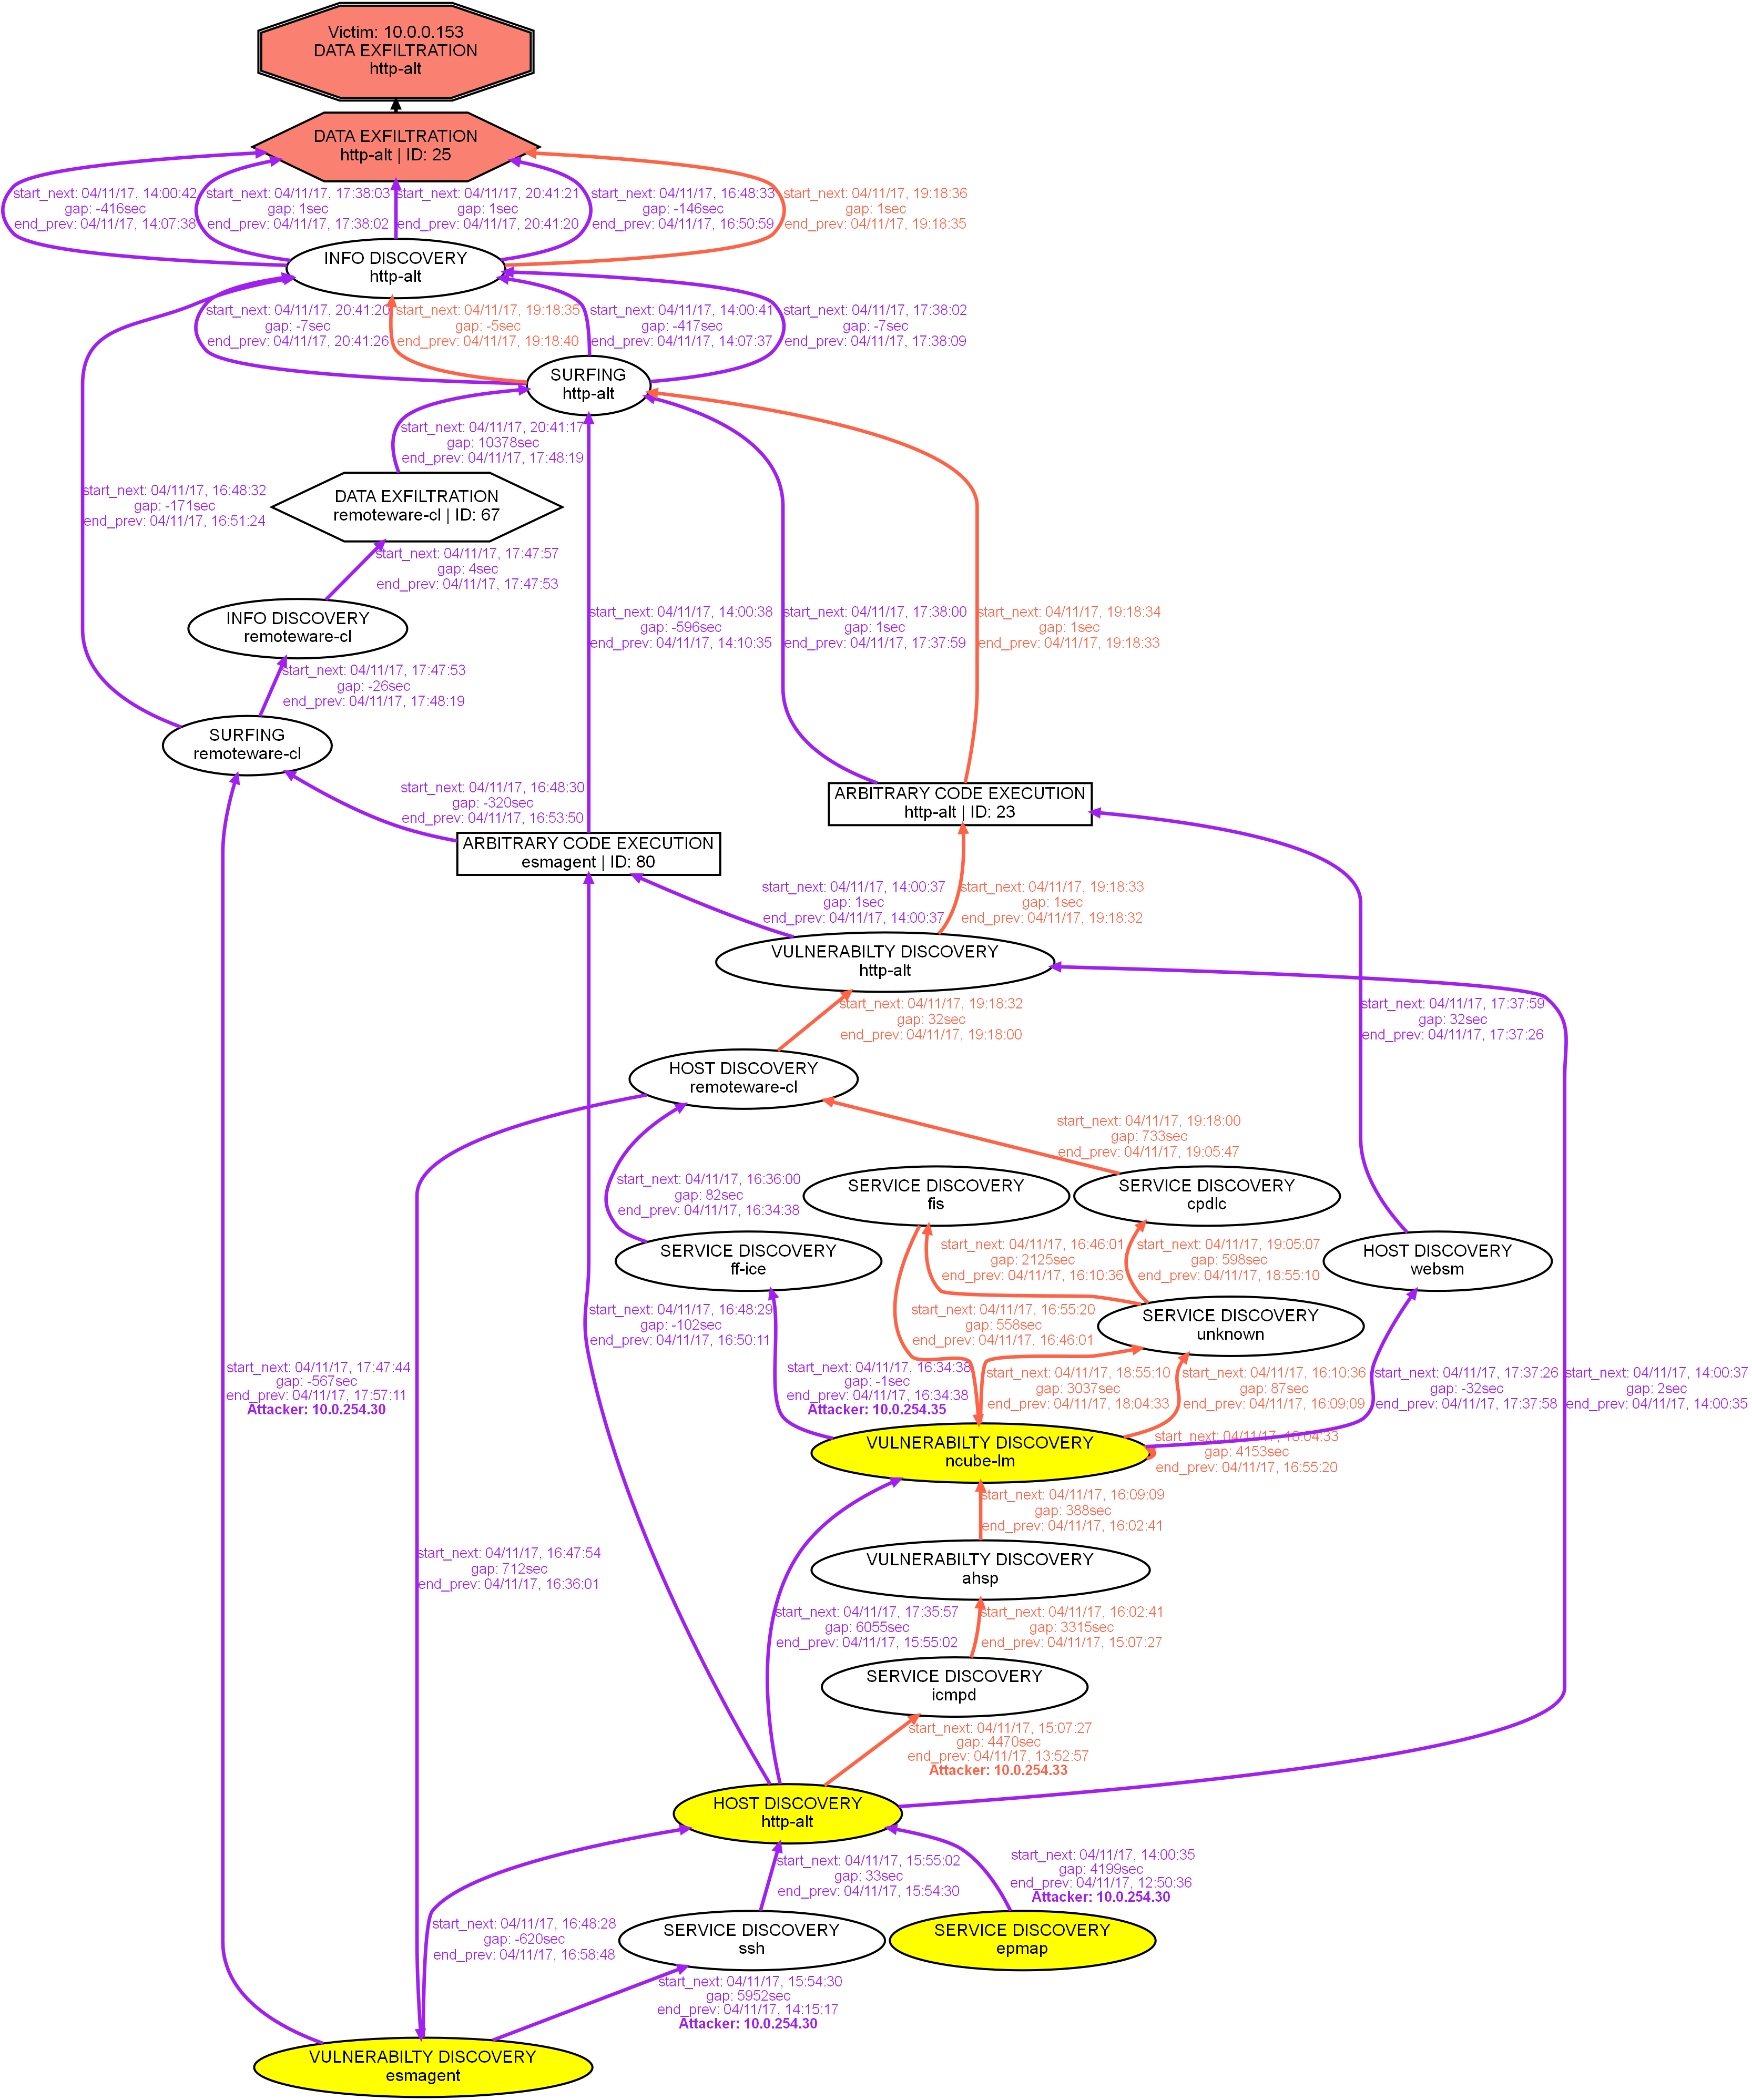 Victim: 10.0.0.153
DATA EXFILTRATION
http-alt
DATA EXFILTRATION
http-alt | ID: 25
start_next: 04/11/17, 14:00:42
gap: -416sec
end_prev: 04/11/17, 14:07:38
start_next: 04/11/17, 17:38:03
gap: 1sec
end_prev: 04/11/17, 17:38:02
start_next: 04/11/17, 20:41:21
gap: 1sec
end_prev: 04/11/17, 20:41:20
start_next: 04/11/17, 16:48:33
gap: -146sec
end_prev: 04/11/17, 16:50:59
start_next: 04/11/17, 19:18:36
gap: 1sec
end_prev: 04/11/17, 19:18:35
INFO DISCOVERY
http-alt
start_next: 04/11/17, 20:41:20
gap: -7sec
end_prev: 04/11/17, 20:41:26
start_next: 04/11/17, 19:18:35
gap: -5sec
end_prev: 04/11/17, 19:18:40
start_next: 04/11/17, 14:00:41
gap: -417sec
end_prev: 04/11/17, 14:07:37
start_next: 04/11/17, 17:38:02
gap: -7sec
end_prev: 04/11/17, 17:38:09
SURFING
http-alt
start_next: 04/11/17, 20:41:17
gap: 10378sec
end_prev: 04/11/17, 17:48:19
start_next: 04/11/17, 16:48:32
gap: -171sec
end_prev: 04/11/17, 16:51:24
DATA EXFILTRATION
remoteware-cl | ID: 67
start_next: 04/11/17, 17:47:57
gap: 4sec
end_prev: 04/11/17, 17:47:53
INFO DISCOVERY
remoteware-cl
start_next: 04/11/17, 14:00:38
gap: -596sec
end_prev: 04/11/17, 14:10:35
start_next: 04/11/17, 17:38:00
gap: 1sec
end_prev: 04/11/17, 17:37:59
start_next: 04/11/17, 19:18:34
gap: 1sec
end_prev: 04/11/17, 19:18:33
start_next: 04/11/17, 17:47:53
gap: -26sec
end_prev: 04/11/17, 17:48:19
SURFING
remoteware-cl
start_next: 04/11/17, 16:48:30
gap: -320sec
end_prev: 04/11/17, 16:53:50
ARBITRARY CODE EXECUTION
http-alt | ID: 23
ARBITRARY CODE EXECUTION
esmagent | ID: 80
start_next: 04/11/17, 14:00:37
gap: 1sec
end_prev: 04/11/17, 14:00:37
start_next: 04/11/17, 19:18:33
gap: 1sec
end_prev: 04/11/17, 19:18:32
VULNERABILTY DISCOVERY
http-alt
start_next: 04/11/17, 19:18:32
gap: 32sec
end_prev: 04/11/17, 19:18:00
start_next: 04/11/17, 17:37:59
gap: 32sec
end_prev: 04/11/17, 17:37:26
HOST DISCOVERY
remoteware-cl
start_next: 04/11/17, 19:18:00
gap: 733sec
end_prev: 04/11/17, 19:05:47
start_next: 04/11/17, 16:36:00
gap: 82sec
end_prev: 04/11/17, 16:34:38
SERVICE DISCOVERY
fis
SERVICE DISCOVERY
cpdlc
SERVICE DISCOVERY
ff-ice
start_next: 04/11/17, 16:46:01
gap: 2125sec
end_prev: 04/11/17, 16:10:36
start_next: 04/11/17, 19:05:07
gap: 598sec
end_prev: 04/11/17, 18:55:10
HOST DISCOVERY
websm
start_next: 04/11/17, 16:48:29
gap: -102sec
end_prev: 04/11/17, 16:50:11
start_next: 04/11/17, 16:55:20
gap: 558sec
end_prev: 04/11/17, 16:46:01
SERVICE DISCOVERY
unknown
start_next: 04/11/17, 17:47:44
gap: -567sec
end_prev: 04/11/17, 17:57:11
Attacker: 10.0.254.30
start_next: 04/11/17, 16:34:38
gap: -1sec
end_prev: 04/11/17, 16:34:38
Attacker: 10.0.254.35
start_next: 04/11/17, 18:55:10
gap: 3037sec
end_prev: 04/11/17, 18:04:33
start_next: 04/11/17, 16:10:36
gap: 87sec
end_prev: 04/11/17, 16:09:09
start_next: 04/11/17, 17:37:26
gap: -32sec
end_prev: 04/11/17, 17:37:58
start_next: 04/11/17, 14:00:37
gap: 2sec
end_prev: 04/11/17, 14:00:35
VULNERABILTY DISCOVERY
ncube-lm
start_next: 04/11/17, 18:04:33
gap: 4153sec
end_prev: 04/11/17, 16:55:20
start_next: 04/11/17, 16:09:09
gap: 388sec
end_prev: 04/11/17, 16:02:41
start_next: 04/11/17, 16:47:54
gap: 712sec
end_prev: 04/11/17, 16:36:01
VULNERABILTY DISCOVERY
ahsp
start_next: 04/11/17, 17:35:57
gap: 6055sec
end_prev: 04/11/17, 15:55:02
start_next: 04/11/17, 16:02:41
gap: 3315sec
end_prev: 04/11/17, 15:07:27
SERVICE DISCOVERY
icmpd
start_next: 04/11/17, 15:07:27
gap: 4470sec
end_prev: 04/11/17, 13:52:57
Attacker: 10.0.254.33
HOST DISCOVERY
http-alt
start_next: 04/11/17, 15:55:02
gap: 33sec
end_prev: 04/11/17, 15:54:30
start_next: 04/11/17, 14:00:35
gap: 4199sec
end_prev: 04/11/17, 12:50:36
Attacker: 10.0.254.30
start_next: 04/11/17, 16:48:28
gap: -620sec
end_prev: 04/11/17, 16:58:48
SERVICE DISCOVERY
ssh
SERVICE DISCOVERY
epmap
start_next: 04/11/17, 15:54:30
gap: 5952sec
end_prev: 04/11/17, 14:15:17
Attacker: 10.0.254.30
VULNERABILTY DISCOVERY
esmagent